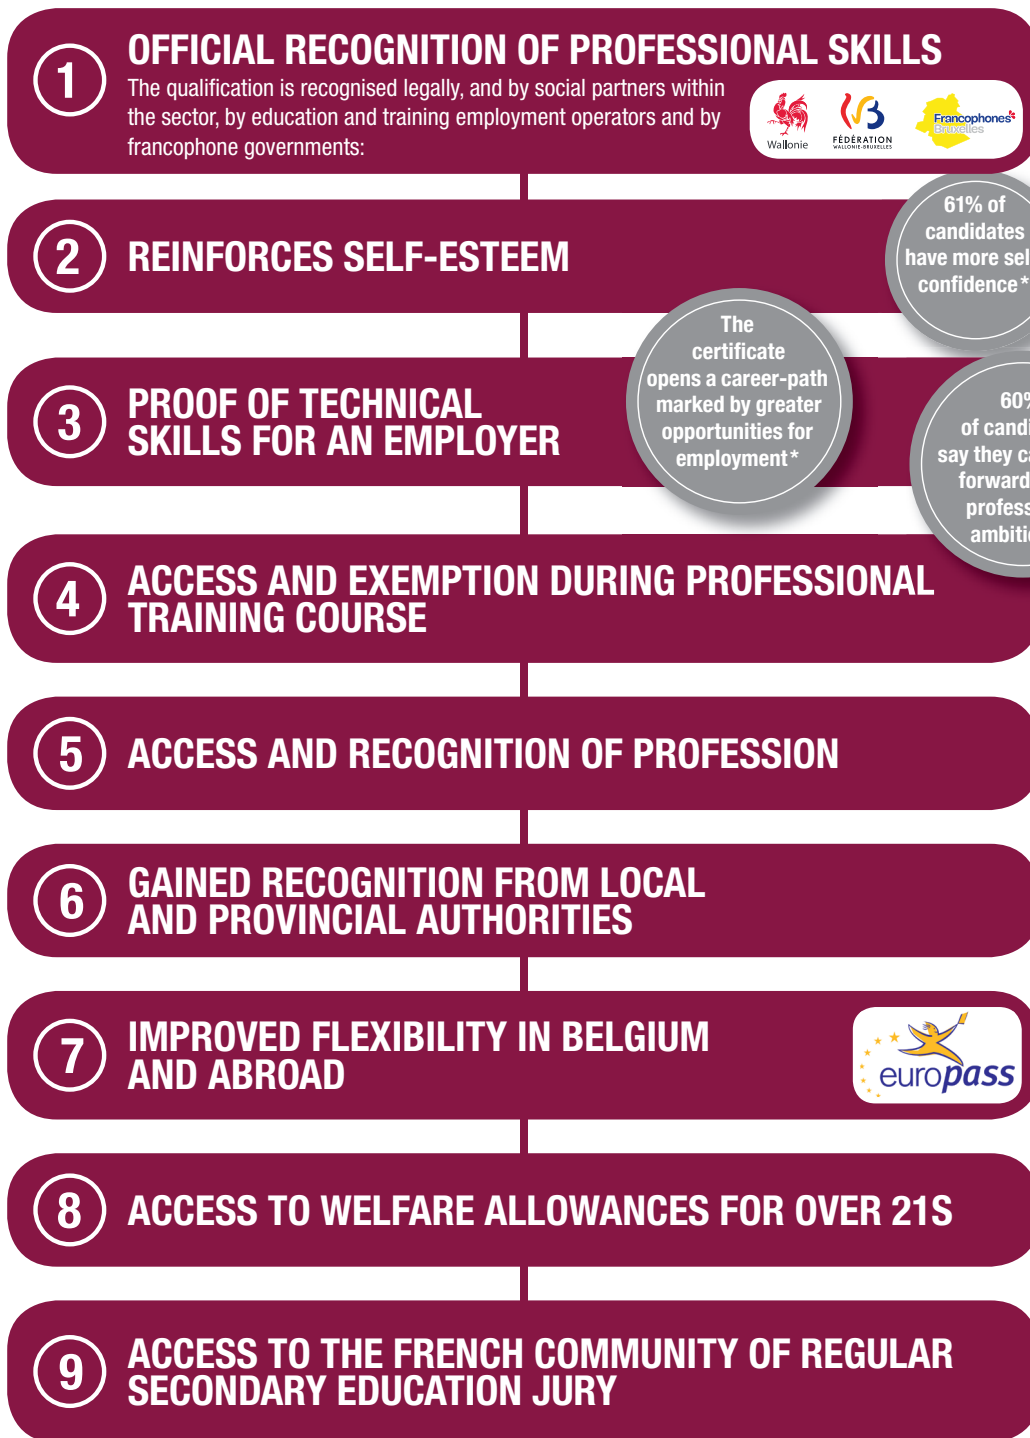 1
OFFICIAL RECOGNITION OF PROFESSIONAL SKILLS
The qualification is recognised legally, and by social partners within
the sector, by education and training employment operators and by
francophone governments:
Wallonie
FÉDÉRATION
WALLONIE-BRUXELLES
Francophones
Bruxelles
2
REINFORCES SELF-ESTEEM
61% of
candidates
have more
confidence*
3
PROOF OF TECHNICAL
SKILLS FOR AN EMPLOYER
The
certificate
opens a career-path
marked by greater
opportunities for
employment*
60%
of
say they
forward
4
ACCESS AND EXEMPTION DURING PROFESSIONAL
TRAINING COURSE
5
ACCESS AND RECOGNITION OF PROFESSION
6
GAINED RECOGNITION FROM LOCAL
AND PROVINCIAL AUTHORITIES
7
IMPROVED FLEXIBILITY IN BELGIUM
AND ABROAD
europass
8
ACCESS TO WELFARE ALLOWANCES FOR OVER 21S
9
ACCESS TO THE FRENCH COMMUNITY OF REGULAR
SECONDARY EDUCATION JURY